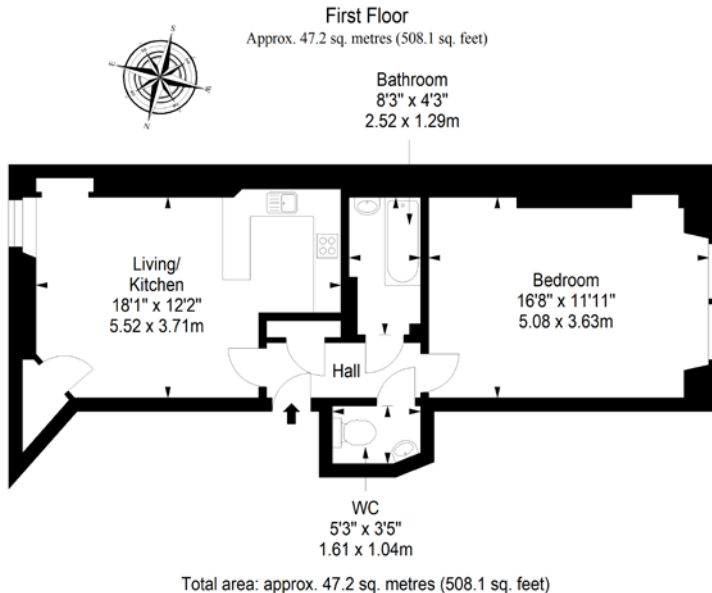 First Floor
Approx. 47.2 sq. metres (508.1 sq. feet)
S
E
W
N
Bathroom
8'3" x 4'3"
2.52 x 1.29m
Living/
Kitchen
18'1" x 12'2"
5.52 x 3.71m
Bedroom
16'8" x 11'11"
5.08 x 3.63m
Hall
WC
5'3" x 3'5"
1.61 x 1.04m
Total area: approx. 47.2 sq. metres (508.1 sq. feet)